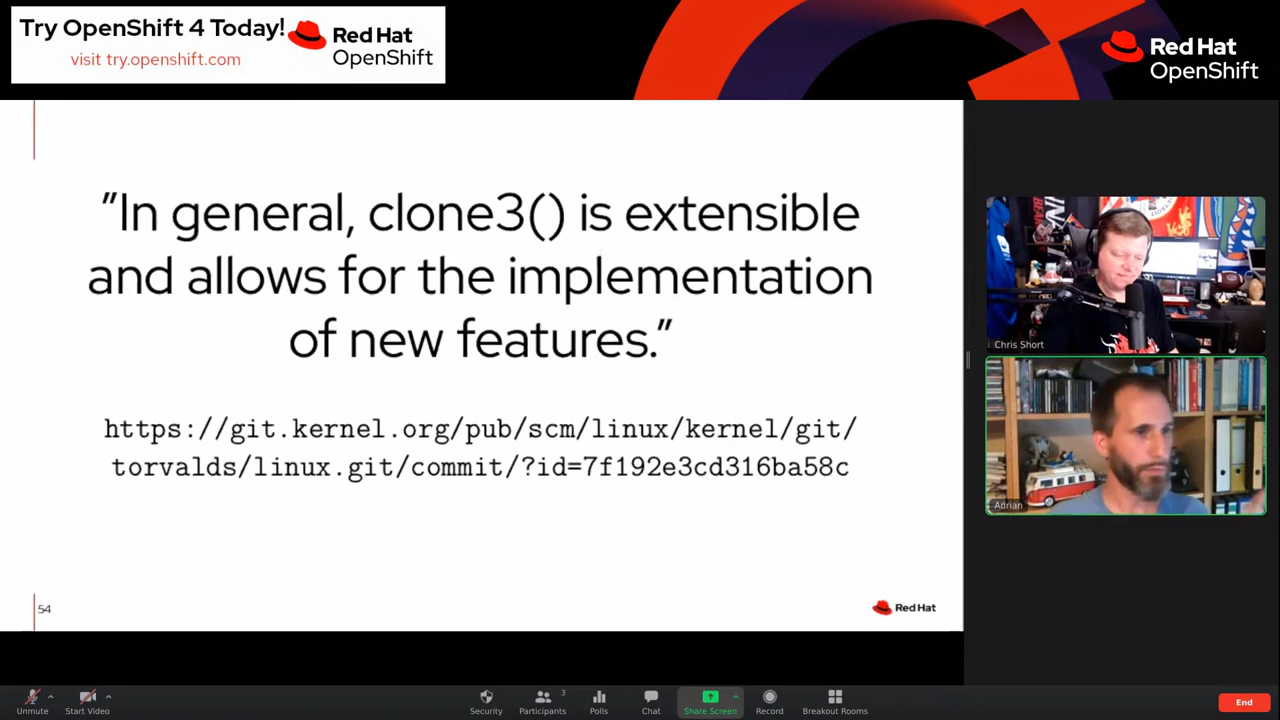 Try OpenShift 4 Today!
visit try.openshift.com
Red Hat
OpenShift
Red Hat
OpenShift
"In general, clone3() is extensible
and allows for the implementation
of new features."
https://git.kernel.org/pub/scm/linux/kernel/git/
torvalds/linux.git/commit/?id=7f192e3cd316ba58c
54
Red Hat
Chris Short
Adrian
Unmute
Start Video
Security
Participants
3
Polls
Chat
Share Screen
Record
Breakout Rooms
End